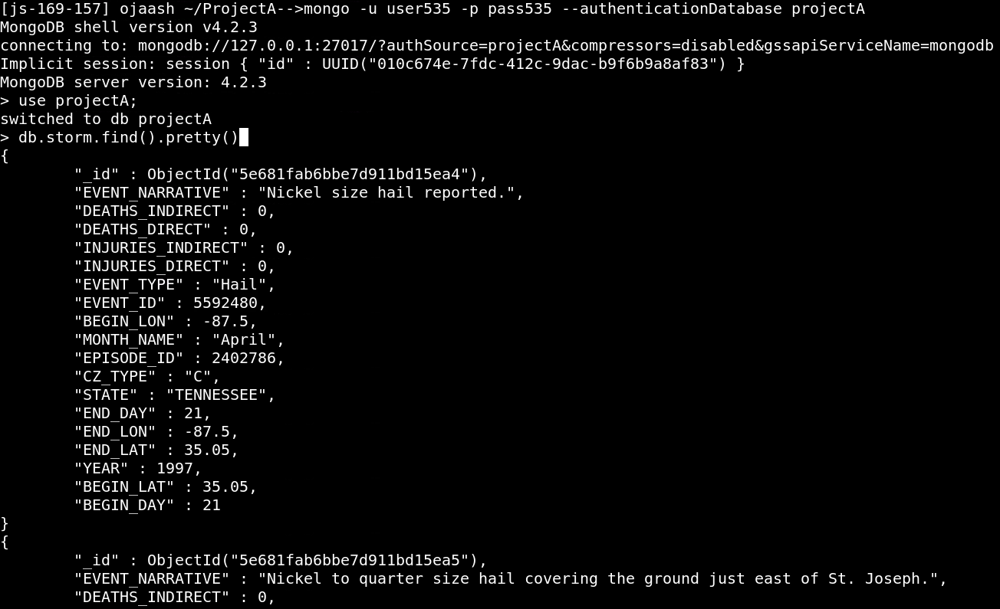 [js-169-157] ojaash ~/ProjectA-->mongo -u user535 -p pass535 --authenticationDatabase projectA
MongoDB shell version v4.2.3
connecting to: mongodb://127.0.0.1:27017/?authSource=projectA&compressors=disabled&gssapiServiceName=mongodb
Implicit session: session { "id" : UUID("010c674e-7fdc-412c-9dac-b9f6b9a8af83") }
MongoDB server version: 4.2.3
> use projectA;
switched to db projectA
> db.storm.find().pretty()
{
        "_id" : ObjectId("5e681fab6bbe7d911bd15ea4"),
        "EVENT_NARRATIVE" : "Nickel size hail reported.",
        "DEATHS_INDIRECT" : 0,
        "DEATHS_DIRECT" : 0,
        "INJURIES_INDIRECT" : 0,
        "INJURIES_DIRECT" : 0,
        "EVENT_TYPE" : "Hail",
        "EVENT_ID" : 5592480,
        "BEGIN_LON" : -87.5,
        "MONTH_NAME" : "April",
        "EPISODE_ID" : 2402786,
        "CZ_TYPE" : "C",
        "STATE" : "TENNESSEE",
        "END_DAY" : 21,
        "END_LON" : -87.5,
        "END_LAT" : 35.05,
        "YEAR" : 1997,
        "BEGIN_LAT" : 35.05,
        "BEGIN_DAY" : 21
}
{
        "_id" : ObjectId("5e681fab6bbe7d911bd15ea5"),
        "EVENT_NARRATIVE" : "Nickel to quarter size hail covering the ground just east of St. Joseph.",
        "DEATHS_INDIRECT" : 0,